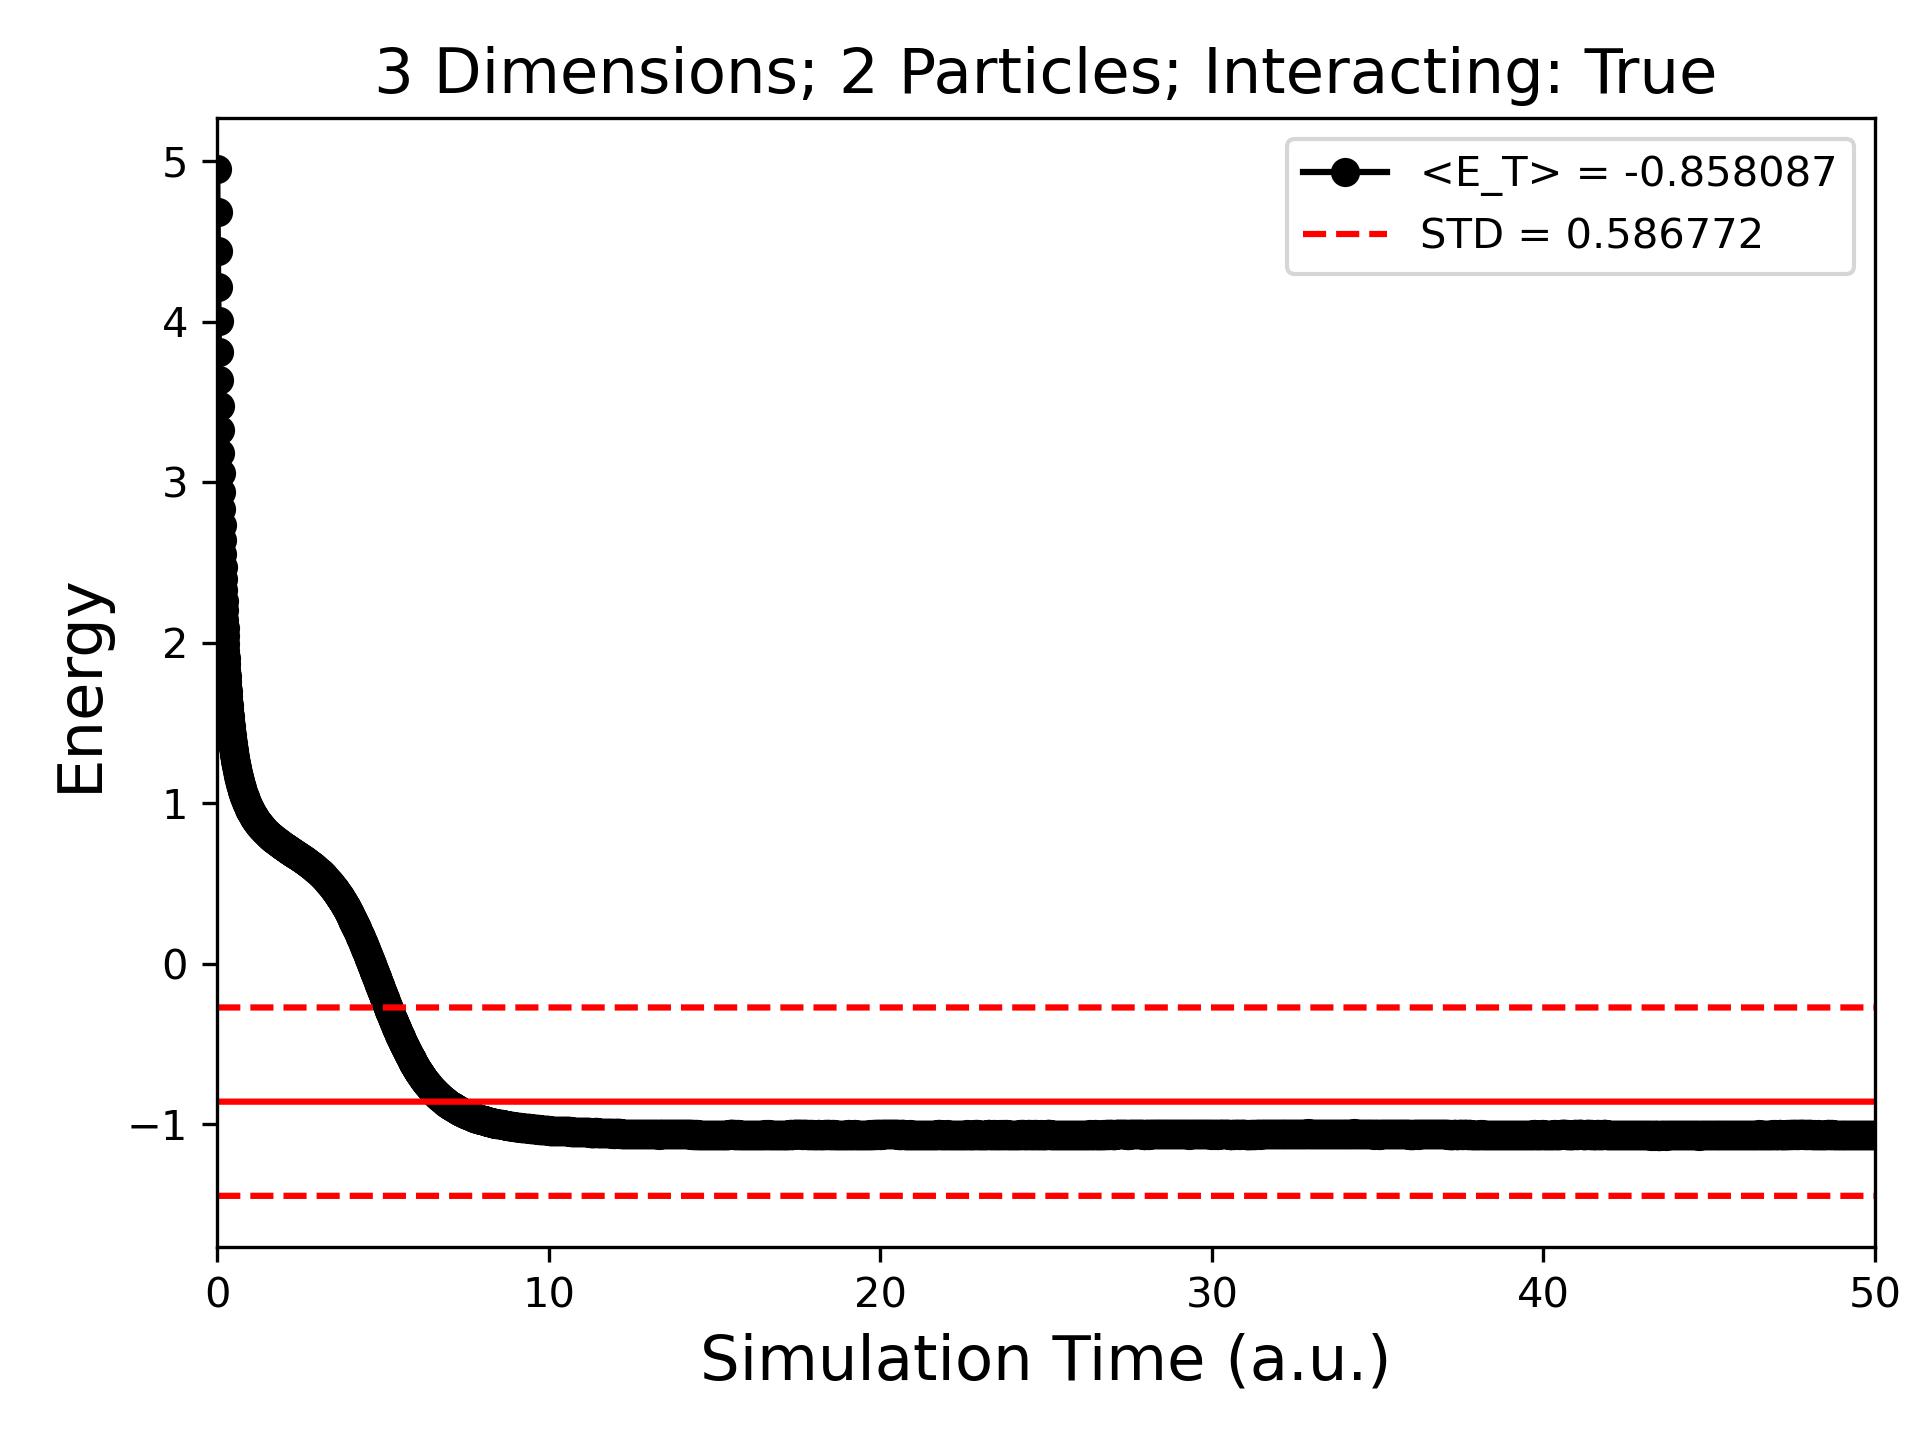 3 Dimensions; 2 Particles; Interacting: True
<E_T> = -0.858087
STD = 0.586772
Energy
5
4
3
2
1
0
−1
0 10 20 30 40 50
Simulation Time (a.u.)